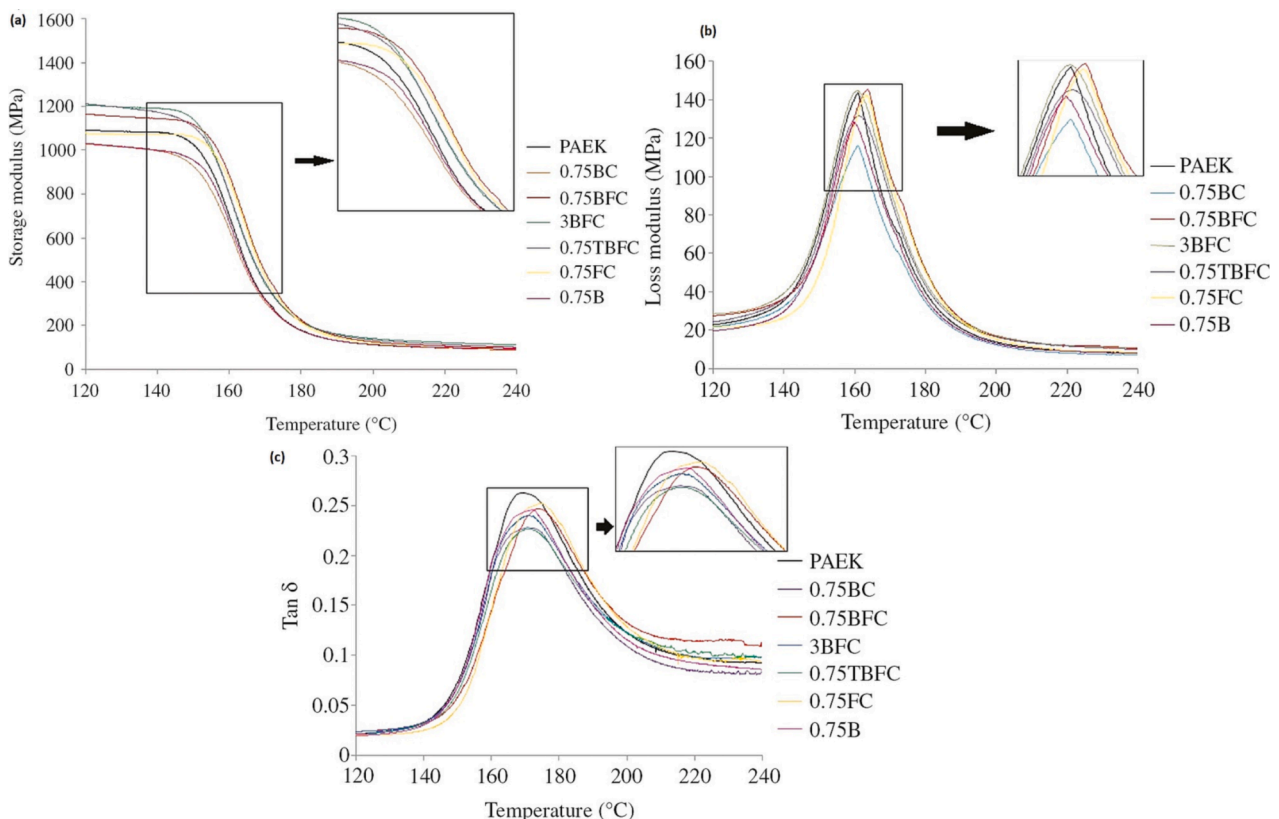 (a)
1600
1400
1200
1000
800
600
400
200
0
120 140 160 180 200 220 240
Storage modulus (MPa)
Temperature (°C)
PAEK
0.75BC
0.75BFC
3BFC
0.75TBFC
0.75FC
0.75B
(b)
160
140
120
100
80
60
40
20
0
120 140 160 180 200 220 240
Loss modulus (MPa)
Temperature (°C)
PAEK
0.75BC
0.75BFC
3BFC
0.75TBFC
0.75FC
0.75B
(c)
0.3
0.25
0.2
0.15
0.1
0.05
0
120 140 160 180 200 220 240
Tan δ
Temperature (°C)
PAEK
0.75BC
0.75BFC
3BFC
0.75TBFC
0.75FC
0.75B